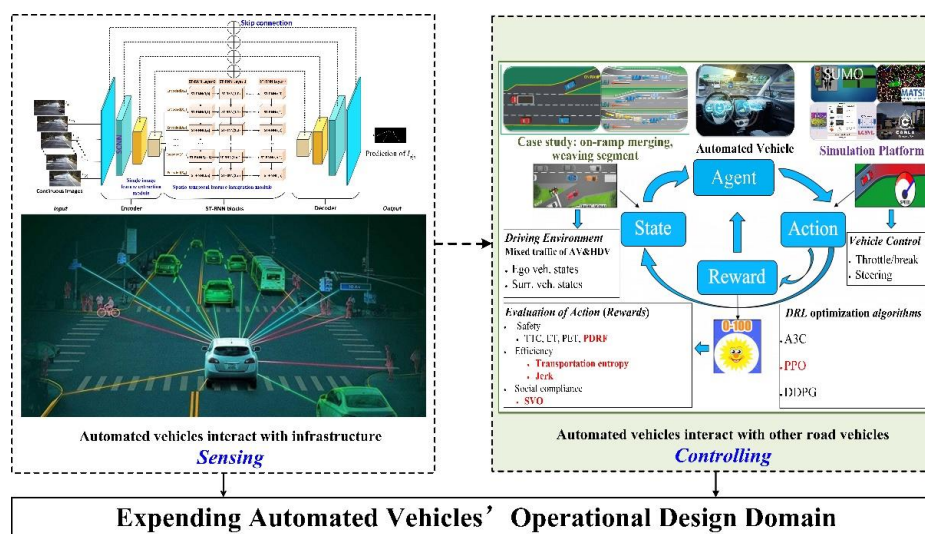 Skip connection
SCNN
Single image
feature extraction
module
Spatio-temporal feature integration module
Continuous Images
Prediction of
Input
Encoder
ST-RNN blocks
Decoder
Output
Automated vehicles interact with infrastructure
Sensing
SUMO
MATSi
Case study: on-ramp merging,
weaving segment
Automated Vehicle
Simulation Platform
Agent
State
Action
Reward
Driving Environment
Mixed traffic of AV&HDV
• Ego veh. states
• Surr. veh. states
Vehicle Control
• Throttle/break
• Steering
Evaluation of Action (Rewards)
• Safety
• TTC, ET, PET, PDRF
• Efficiency
• Transportation entropy
• Jerk
• Social compliance
• SVO
0-100
DRL optimization algorithms
• A3C
• PPO
• DDPG
Automated vehicles interact with other road vehicles
Controlling
Expending Automated Vehicles’ Operational Design Domain